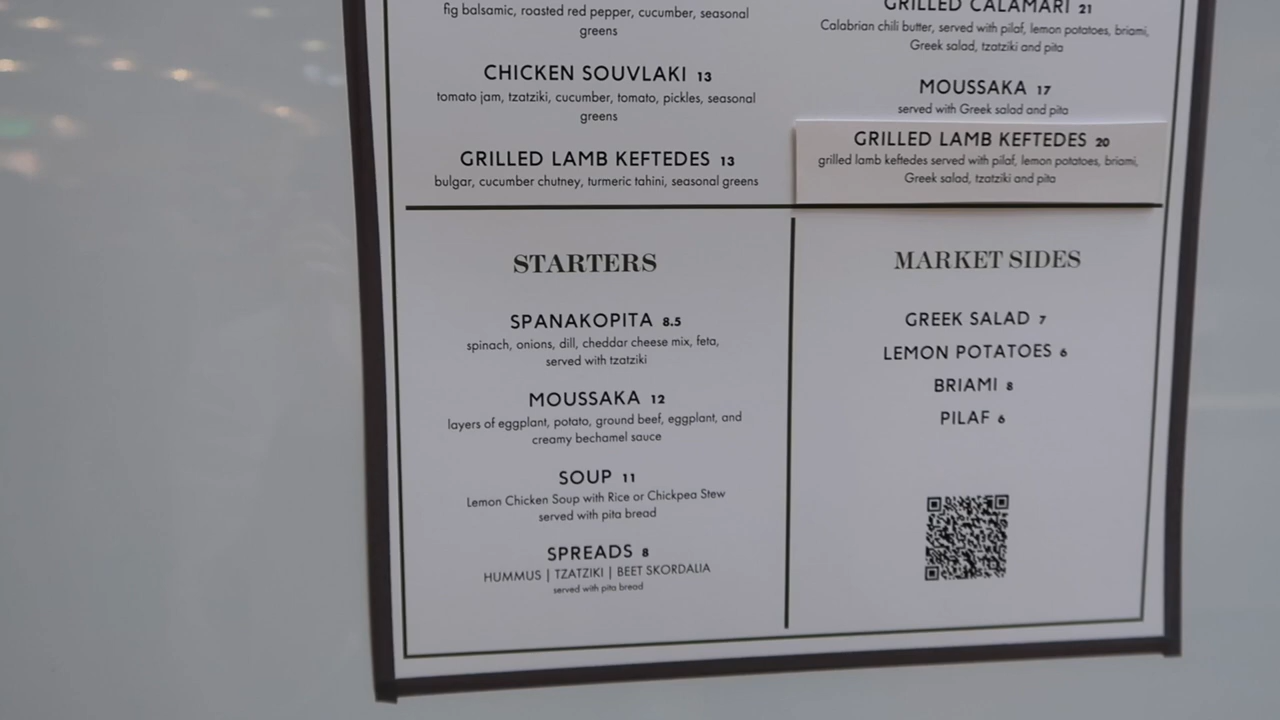 fig balsamic, roasted red pepper, cucumber, seasonal
greens
CHICKEN SOUVLAKI 13
tomato jam, tzatziki, cucumber, tomato, pickles, seasonal
greens
GRILLED LAMB KEFTEDES 13
bulgar, cucumber chutney, turmeric tahini, seasonal greens
GRILLED CALAMARI 21
Calabrian chili butter, served with pilaf, lemon potatoes, briami,
Greek salad, tzatziki and pita
MOUSSAKA 17
served with Greek salad and pita
GRILLED LAMB KEFTEDES 20
grilled lamb keftedes served with pilaf, lemon potatoes, briami,
Greek salad, tzatziki and pita
STARTERS
SPANAKOPITA 8.5
spinach, onions, dill, cheddar cheese mix, feta,
served with tzatziki
MOUSSAKA 12
layers of eggplant, potato, ground beef, eggplant, and
creamy bechamel sauce
SOUP 11
Lemon Chicken Soup with Rice or Chickpea Stew
served with pita bread
SPREADS 8
HUMMUS | TZATZIKI | BEET SKORDALIA
served with pita bread
MARKET SIDES
GREEK SALAD 7
LEMON POTATOES 6
BRIAMI 8
PILAF 6